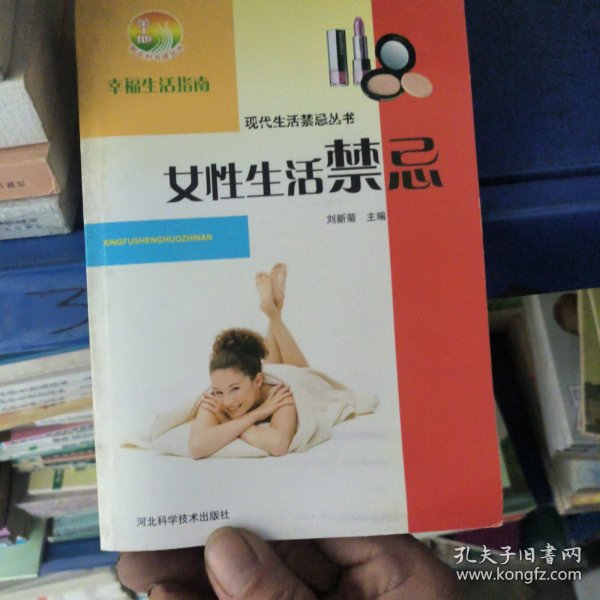 幸福生活指南
现代生活禁忌丛书
女性生活禁忌
刘新菊 主编
XINGFUSHENGHUOZHINAN
河北科学技术出版社
孔夫子旧书网
www.kongfz.com